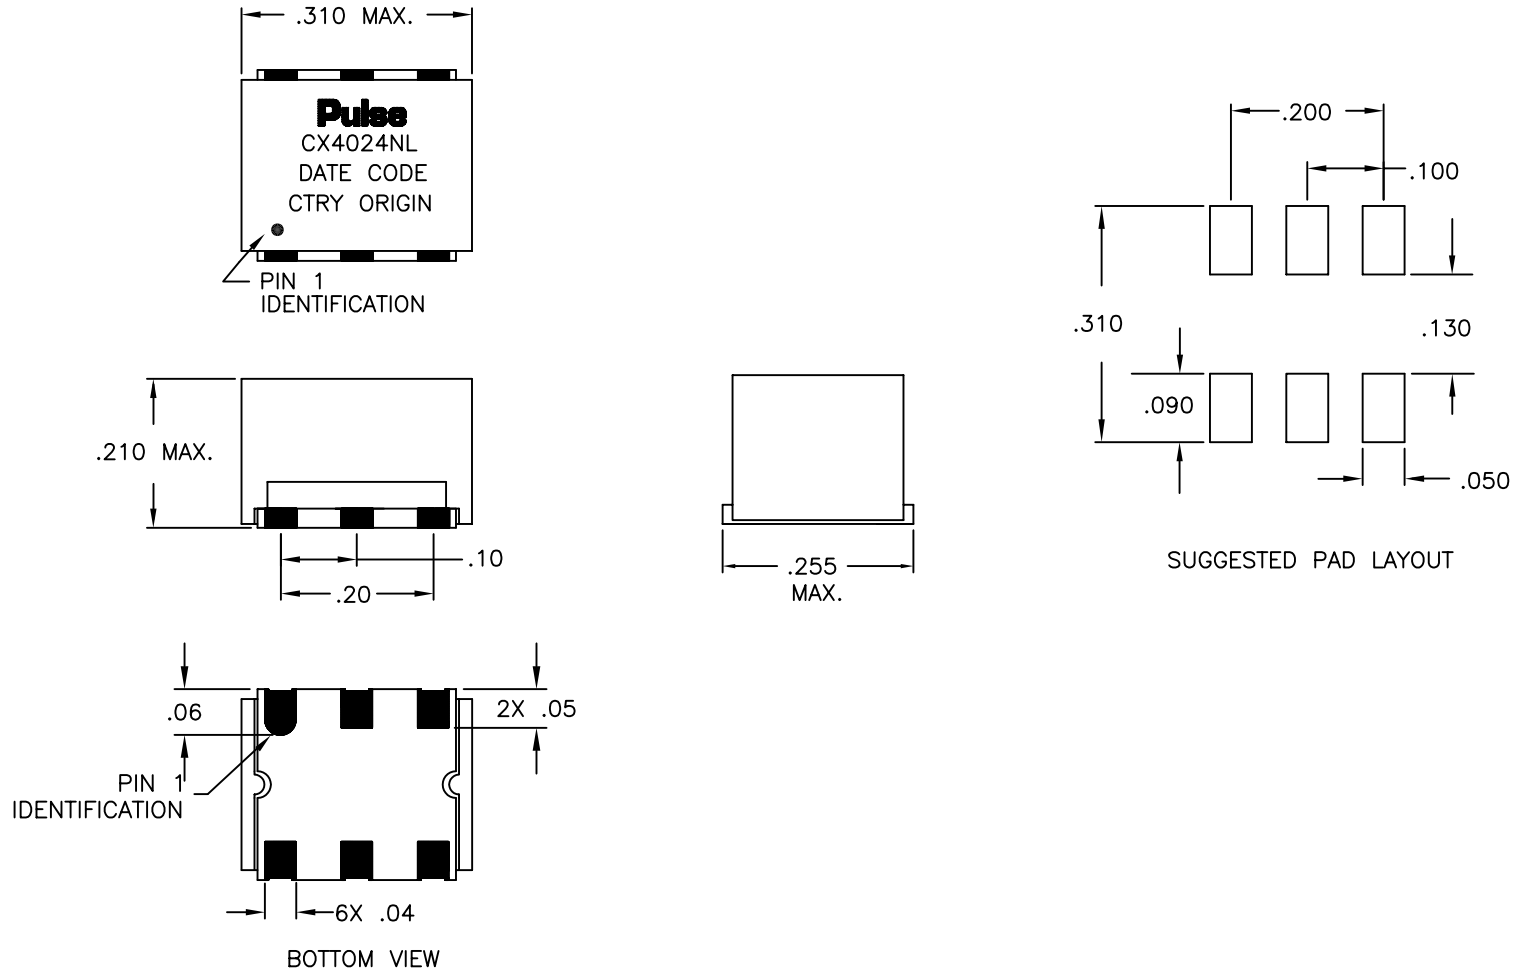 .310 MAX.
Pulse
CX4024NL
DATE CODE
CTRY ORIGIN
PIN 1
IDENTIFICATION
.210 MAX.
.10
.20
.255
MAX.
.200
.100
.310
.130
.090
.050
SUGGESTED PAD LAYOUT
.06
2X .05
PIN 1
IDENTIFICATION
6X .04
BOTTOM VIEW